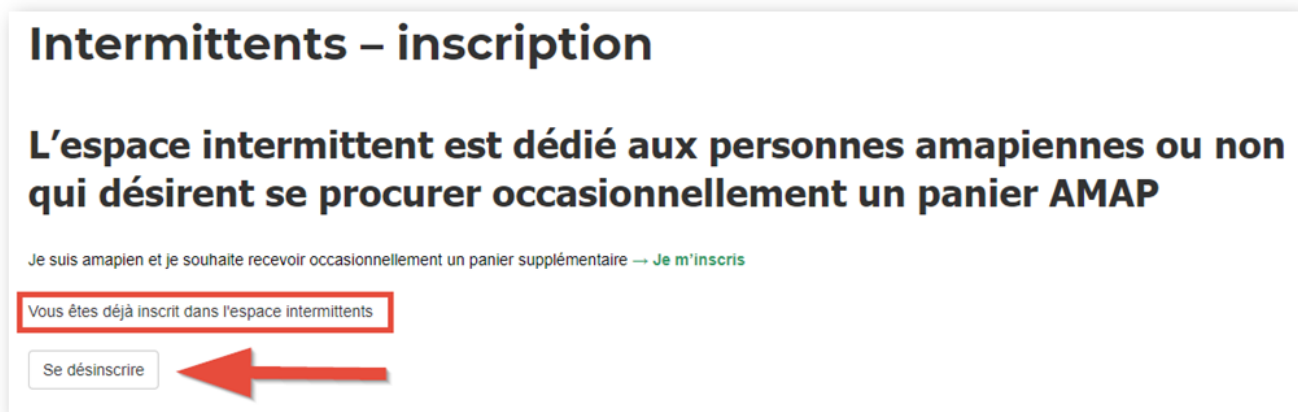 Intermittents – inscription
L’espace intermittent est dédié aux personnes amapiennes ou non
qui désirent se procurer occasionnellement un panier AMAP
Je suis amapien et je souhaite recevoir occasionnellement un panier supplémentaire → Je m’inscris
Vous êtes déjà inscrit dans l'espace intermittents
Se désinscrire